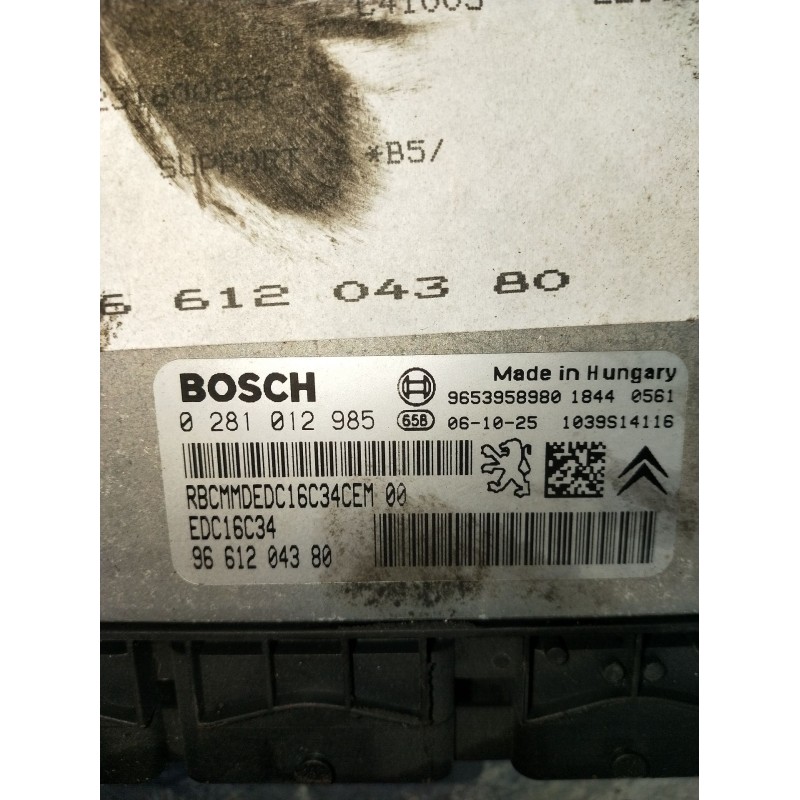 231800227
SUPPORT *B5/
6 612 043 80
BOSCH
Made in Hungary
9653958980 1844 0561
0 281 012 985 658 06-10-25 1039S14116
RBCMMDEDC16C34CEM 00
EDC16C34
96 612 043 80